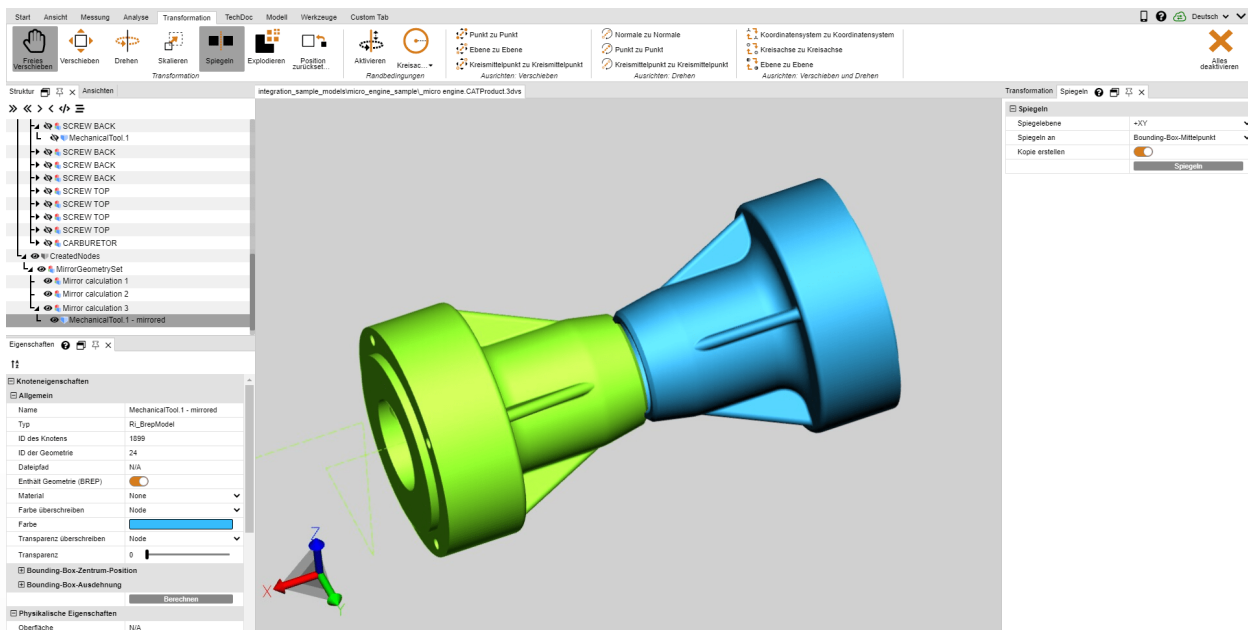 Start Ansicht Messung Analyse Transformation TechDoc Modell Werkzeuge Custom Tab
Deutsch
Freies Verschieben
Verschieben
Drehen
Skalieren
Spiegeln
Explodieren
Position zurückset...
Transformation
Aktivieren
Kreisac...
Randbedingungen
Punkt zu Punkt
Ebene zu Ebene
Kreismittelpunkt zu Kreismittelpunkt
Ausrichten: Verschieben
Normale zu Normale
Punkt zu Punkt
Kreismittelpunkt zu Kreismittelpunkt
Ausrichten: Drehen
Koordinatensystem zu Koordinatensystem
Kreisachse zu Kreisachse
Ebene zu Ebene
Ausrichten: Verschieben und Drehen
Alles deaktivieren
Struktur Ansichten
integration_sample_models\micro_engine_sample\_micro engine.CATProduct.3dvs
SCREW BACK
MechanicalTool.1
SCREW BACK
SCREW BACK
SCREW BACK
SCREW TOP
SCREW TOP
SCREW TOP
SCREW TOP
CARBURETOR
CreatedNodes
MirrorGeometrySet
Mirror calculation 1
Mirror calculation 2
Mirror calculation 3
MechanicalTool.1 - mirrored
Eigenschaften
Knoteneigenschaften
Allgemein
Name MechanicalTool.1 - mirrored
Typ Ri_BrepModel
ID des Knotens 1899
ID der Geometrie 24
Dateipfad N/A
Enthält Geometrie (BREP)
Material None
Farbe überschreiben Node
Farbe
Transparenz überschreiben Node
Transparenz 0
Bounding-Box-Zentrum-Position
Bounding-Box-Ausdehnung
Berechnen
Physikalische Eigenschaften
Oberfläche N/A
Z
X
Y
Transformation Spiegeln
Spiegeln
Spiegelebene +XY
Spiegeln an Bounding-Box-Mittelpunkt
Kopie erstellen
Spiegeln